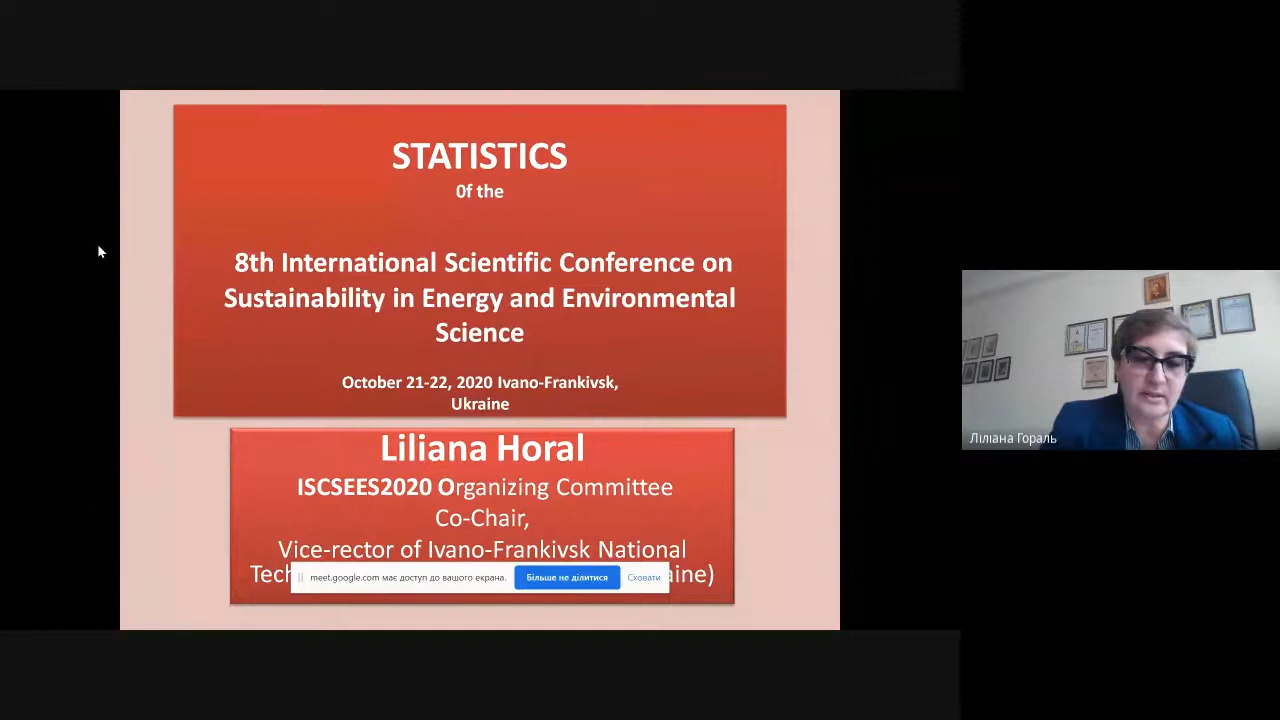 STATISTICS
0f the
8th International Scientific Conference on
Sustainability in Energy and Environmental
Science
October 21-22, 2020 Ivano-Frankivsk,
Ukraine
Liliana Horal
ISCSEES2020 Organizing Committee
Co-Chair,
Vice-rector of Ivano-Frankivsk National
Tech aine)
meet.google.com має доступ до вашого екрана. Більше не ділитися Сховати
Ліліана Гораль